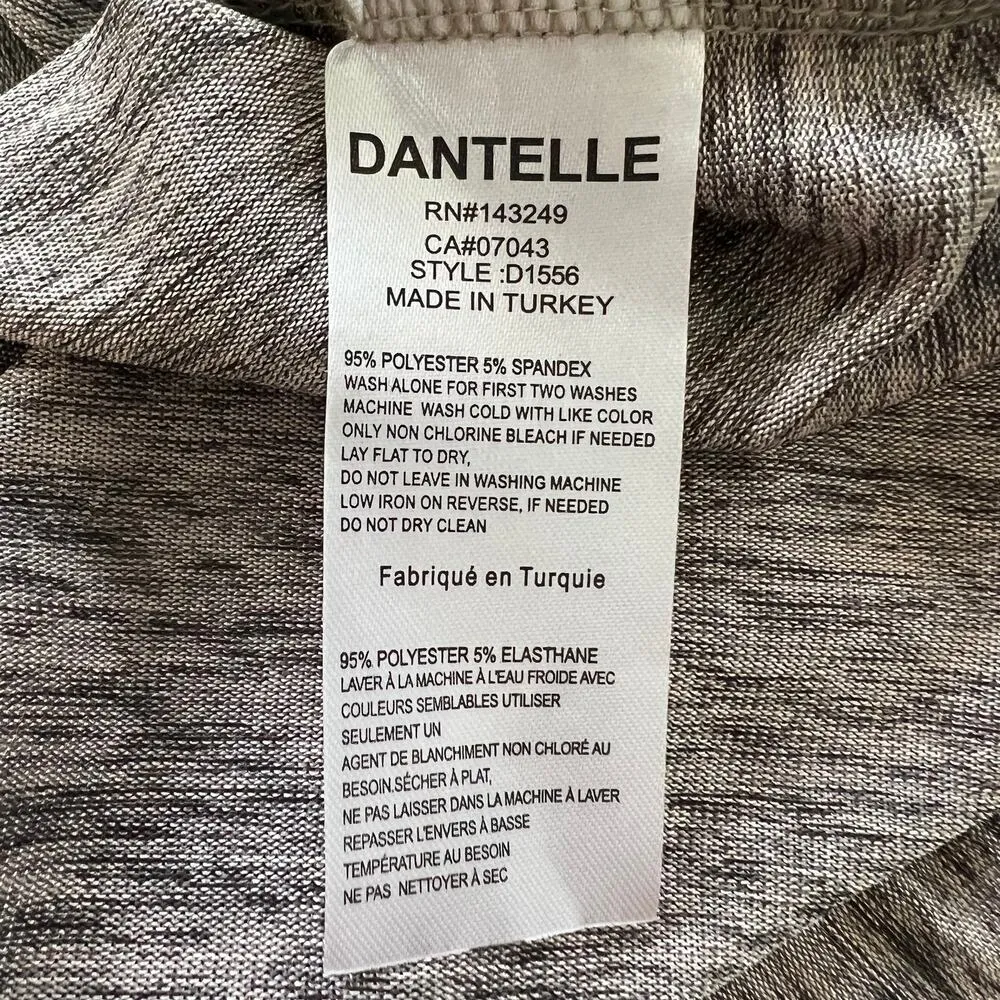 DANTELLE
RN#143249
CA#07043
STYLE :D1556
MADE IN TURKEY
95% POLYESTER 5% SPANDEX
WASH ALONE FOR FIRST TWO WASHES
MACHINE WASH COLD WITH LIKE COLOR
ONLY NON CHLORINE BLEACH IF NEEDED
LAY FLAT TO DRY,
DO NOT LEAVE IN WASHING MACHINE
LOW IRON ON REVERSE, IF NEEDED
DO NOT DRY CLEAN
Fabriqué en Turquie
95% POLYESTER 5% ELASTHANE
LAVER À LA MACHINE À L'EAU FROIDE AVEC
COULEURS SEMBLABLES UTILISER
SEULEMENT UN
AGENT DE BLANCHIMENT NON CHLORÉ AU
BESOIN.SÉCHER À PLAT,
NE PAS LAISSER DANS LA MACHINE À LAVER
REPASSER L'ENVERS À BASSE
TEMPÉRATURE AU BESOIN
NE PAS NETTOYER À SEC